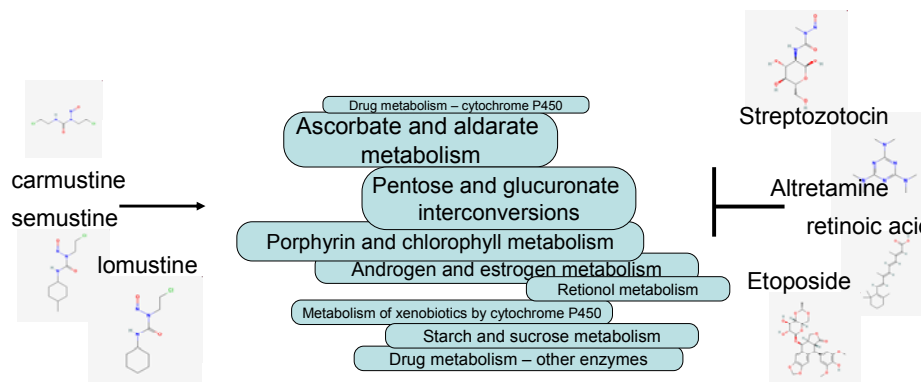 carmustine
semustine
lomustine
Drug metabolism – cytochrome P450
Ascorbate and aldarate
metabolism
Pentose and glucuronate
interconversions
Porphyrin and chlorophyll metabolism
Androgen and estrogen metabolism
Retionol metabolism
Metabolism of xenobiotics by cytochrome P450
Starch and sucrose metabolism
Drug metabolism – other enzymes
Streptozotocin
Altretamine
retinoic acid
Etoposide